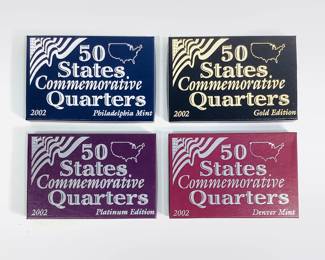 50
States
Commemorative
Quarters
2002 Philadelphia Mint
50
States
Commemorative
Quarters
2002 Gold Edition
50
States
Commemorative
Quarters
2002 Platinum Edition
50
States
Commemorative
Quarters
2002 Denver Mint